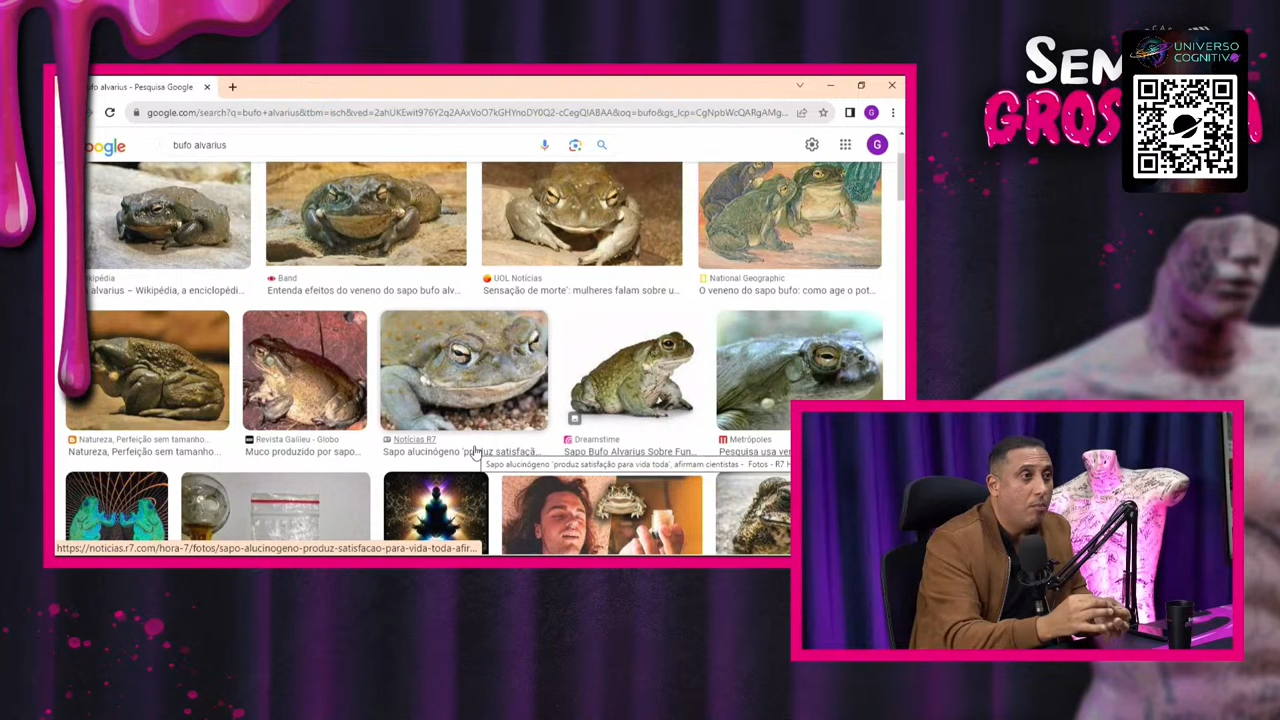 SEM
GROS
UNIVERSO
COGNITIVO
ufo alvarius - Pesquisa Google
google.com/search?q=bufo+alvarius&tbm=isch&ved=2ahUKEwit976Y2q2AAxVoO7kGHYnoDY0Q2-cCegQIABAA&oq=bufo&gs_lcp=CgNpbWcQARgAMg...
G
oogle
bufo alvarius
G
kipédia
alvarius – Wikipédia, a enciclopédi...
Band
Entenda efeitos do veneno do sapo bufo alv...
UOL Notícias
Sensação de morte': mulheres falam sobre u...
National Geographic
O veneno do sapo bufo: como age o pot...
Natureza, Perfeição sem tamanho...
Natureza, Perfeição sem tamanho...
Revista Galileu - Globo
Muco produzido por sapo...
Notícias R7
Sapo alucinógeno 'produz satisfaçã...
Dreamstime
Sapo Bufo Alvarius Sobre Fun...
Metrópoles
Pesquisa usa ve
Sapo alucinógeno 'produz satisfação para vida toda', afirmam cientistas - Fotos - R7 H
https://noticias.r7.com/hora-7/fotos/sapo-alucinogeno-produz-satisfacao-para-vida-toda-afir...